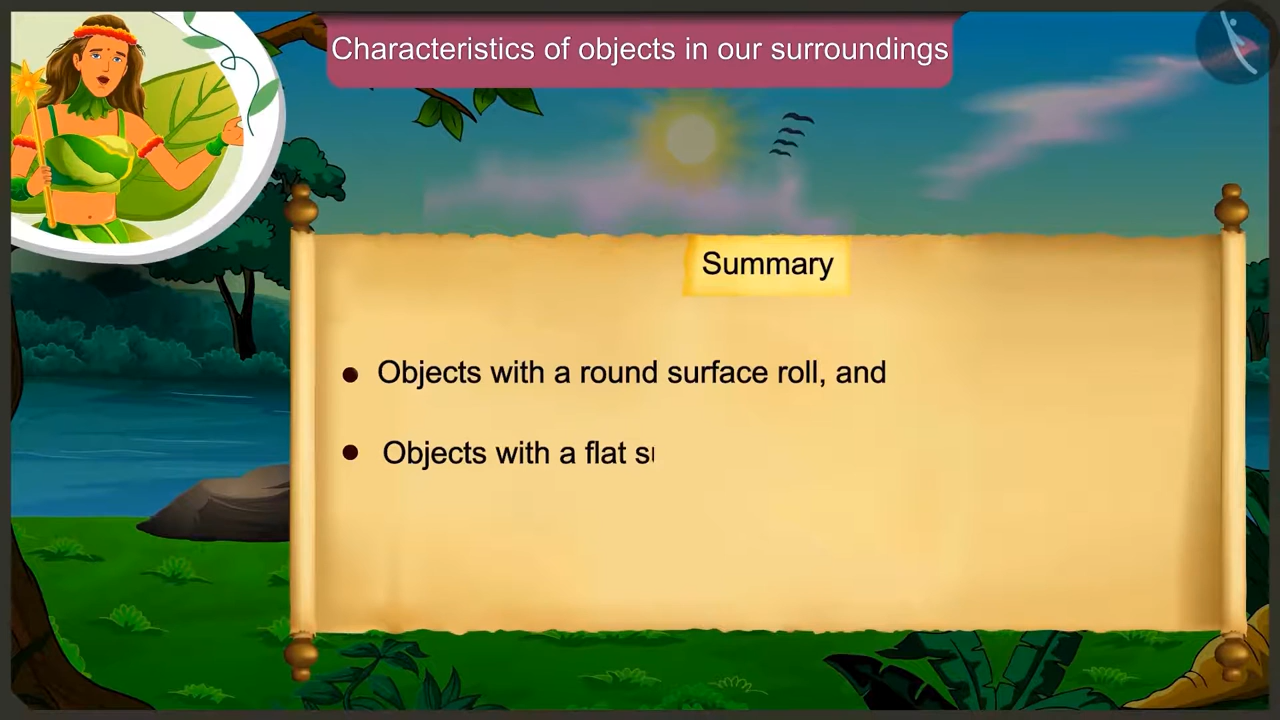 Characteristics of objects in our surroundings
Summary
Objects with a round surface roll, and
Objects with a flat